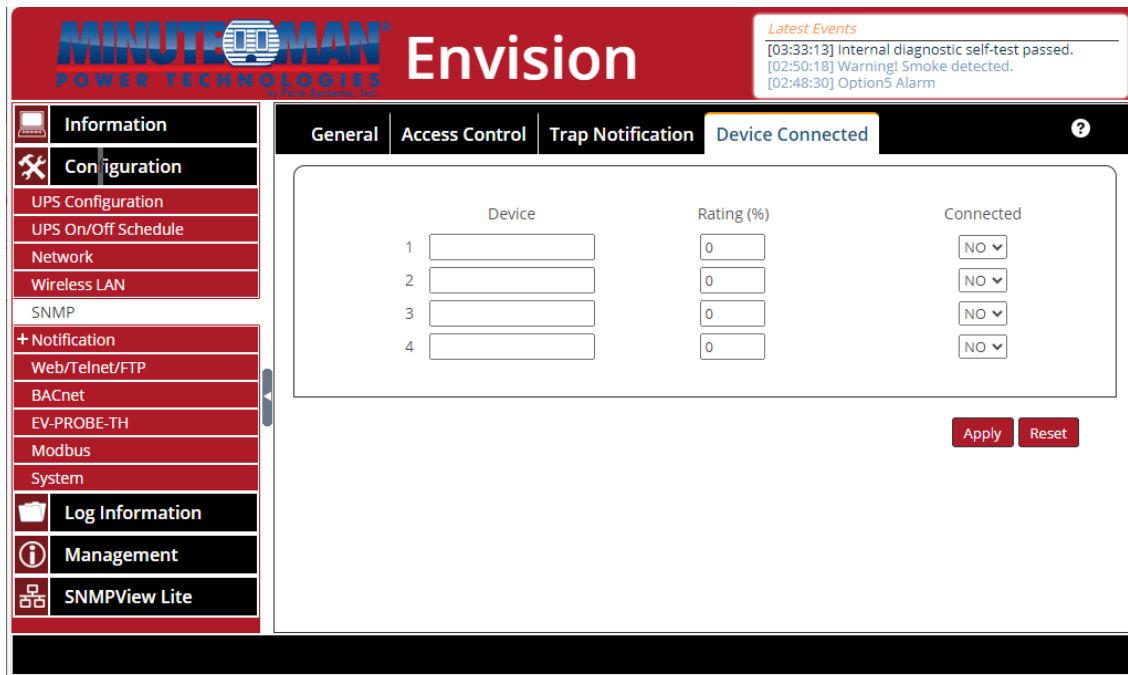 MINUTEMAN
POWER TECHNOLOGIES
by Para Systems, Inc.
Envision
Latest Events
[03:33:13] Internal diagnostic self-test passed.
[02:50:18] Warning! Smoke detected.
[02:48:30] Option5 Alarm
Information
Configuration
UPS Configuration
UPS On/Off Schedule
Network
Wireless LAN
SNMP
+ Notification
Web/Telnet/FTP
BACnet
EV-PROBE-TH
Modbus
System
Log Information
Management
SNMPView Lite
General Access Control Trap Notification Device Connected ?
Device Rating (%) Connected
1 0 NO
2 0 NO
3 0 NO
4 0 NO
Apply Reset